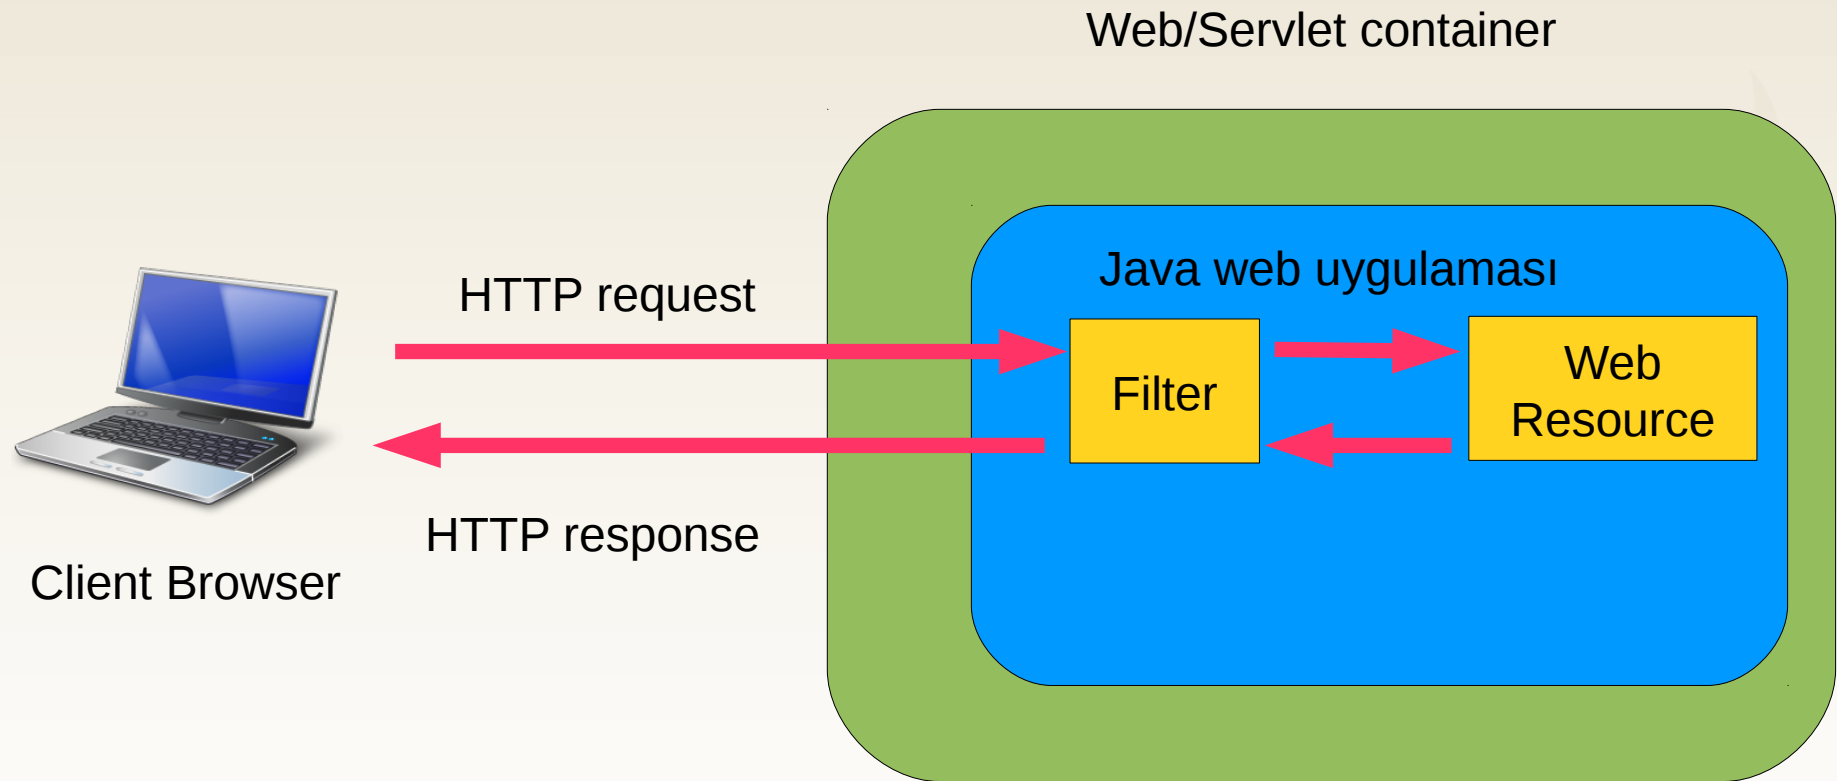 Web/Servlet container
Java web uygulaması
HTTP request
Filter
Web
Resource
HTTP response
Client Browser